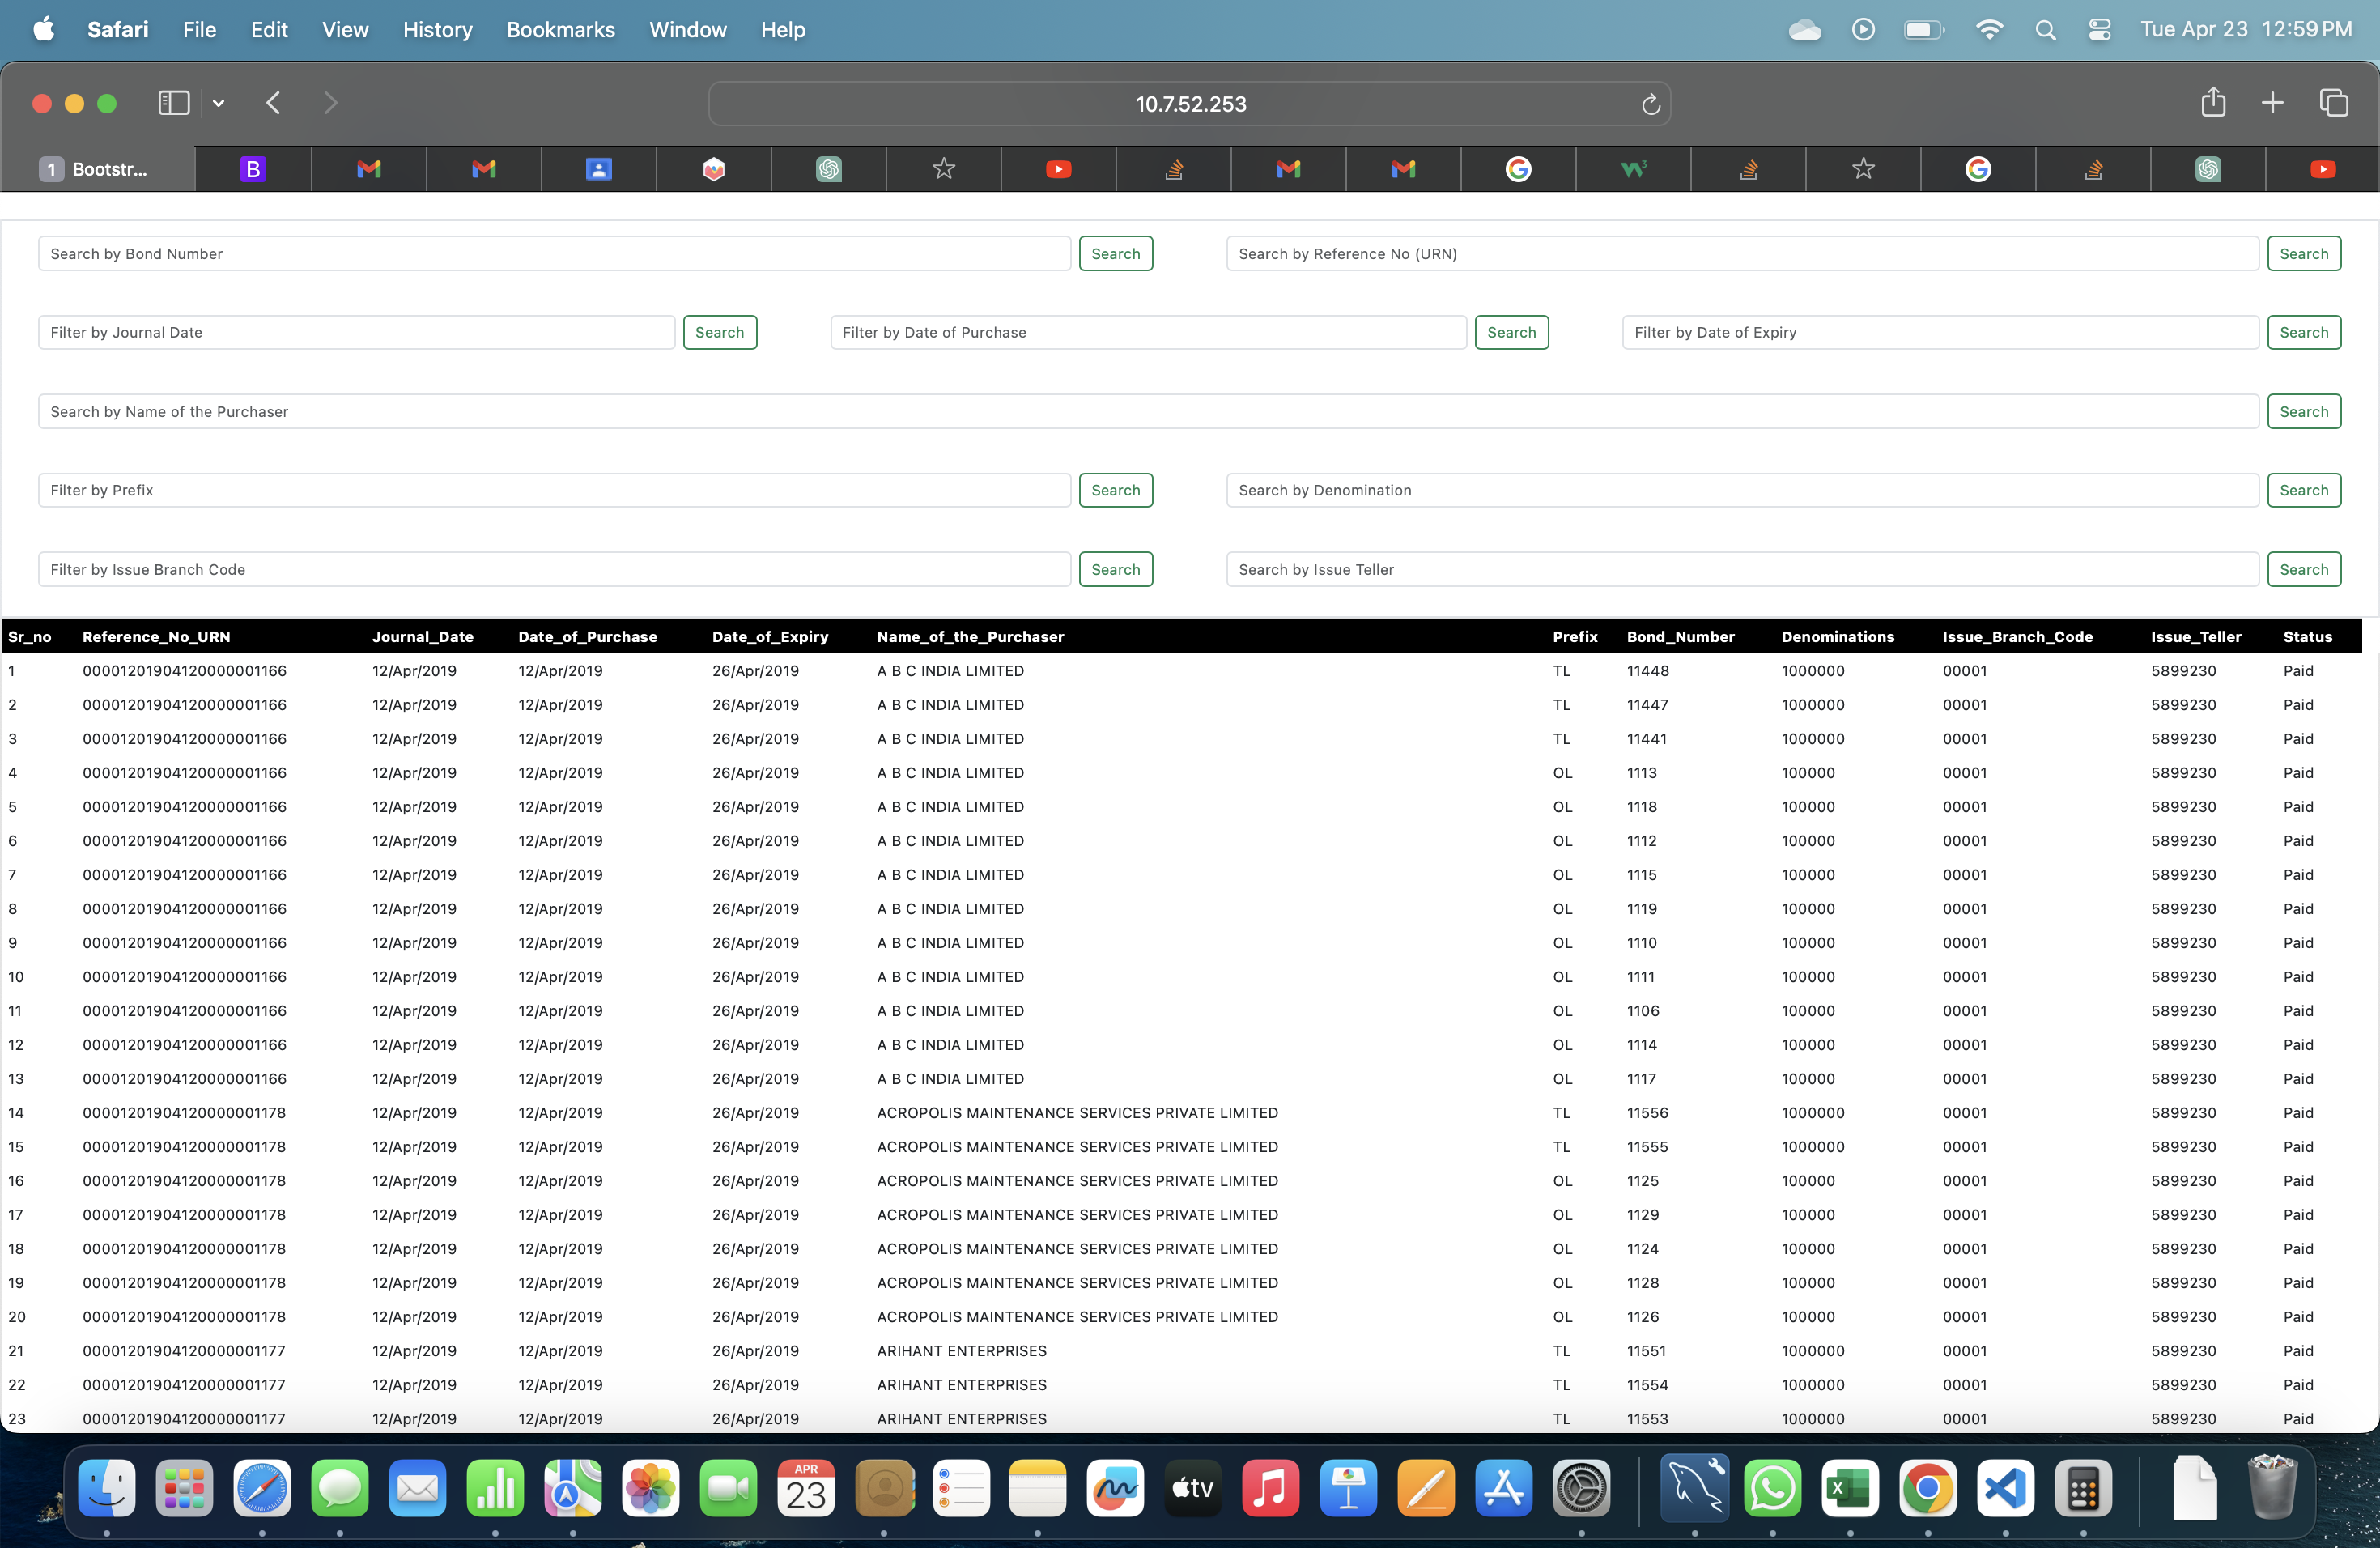 Safari File Edit View History Bookmarks Window Help Tue Apr 23 12:59 PM
10.7.52.253
1 Bootstr...
Search by Bond Number Search Search by Reference No (URN) Search
Filter by Journal Date Search Filter by Date of Purchase Search Filter by Date of Expiry Search
Search by Name of the Purchaser Search
Filter by Prefix Search Search by Denomination Search
Filter by Issue Branch Code Search Search by Issue Teller Search
Sr_no Reference_No_URN Journal_Date Date_of_Purchase Date_of_Expiry Name_of_the_Purchaser Prefix Bond_Number Denominations Issue_Branch_Code Issue_Teller Status
1 00001201904120000001166 12/Apr/2019 12/Apr/2019 26/Apr/2019 A B C INDIA LIMITED TL 11448 1000000 00001 5899230 Paid
2 00001201904120000001166 12/Apr/2019 12/Apr/2019 26/Apr/2019 A B C INDIA LIMITED TL 11447 1000000 00001 5899230 Paid
3 00001201904120000001166 12/Apr/2019 12/Apr/2019 26/Apr/2019 A B C INDIA LIMITED TL 11441 1000000 00001 5899230 Paid
4 00001201904120000001166 12/Apr/2019 12/Apr/2019 26/Apr/2019 A B C INDIA LIMITED OL 1113 100000 00001 5899230 Paid
5 00001201904120000001166 12/Apr/2019 12/Apr/2019 26/Apr/2019 A B C INDIA LIMITED OL 1118 100000 00001 5899230 Paid
6 00001201904120000001166 12/Apr/2019 12/Apr/2019 26/Apr/2019 A B C INDIA LIMITED OL 1112 100000 00001 5899230 Paid
7 00001201904120000001166 12/Apr/2019 12/Apr/2019 26/Apr/2019 A B C INDIA LIMITED OL 1115 100000 00001 5899230 Paid
8 00001201904120000001166 12/Apr/2019 12/Apr/2019 26/Apr/2019 A B C INDIA LIMITED OL 1119 100000 00001 5899230 Paid
9 00001201904120000001166 12/Apr/2019 12/Apr/2019 26/Apr/2019 A B C INDIA LIMITED OL 1110 100000 00001 5899230 Paid
10 00001201904120000001166 12/Apr/2019 12/Apr/2019 26/Apr/2019 A B C INDIA LIMITED OL 1111 100000 00001 5899230 Paid
11 00001201904120000001166 12/Apr/2019 12/Apr/2019 26/Apr/2019 A B C INDIA LIMITED OL 1106 100000 00001 5899230 Paid
12 00001201904120000001166 12/Apr/2019 12/Apr/2019 26/Apr/2019 A B C INDIA LIMITED OL 1114 100000 00001 5899230 Paid
13 00001201904120000001166 12/Apr/2019 12/Apr/2019 26/Apr/2019 A B C INDIA LIMITED OL 1117 100000 00001 5899230 Paid
14 00001201904120000001178 12/Apr/2019 12/Apr/2019 26/Apr/2019 ACROPOLIS MAINTENANCE SERVICES PRIVATE LIMITED TL 11556 1000000 00001 5899230 Paid
15 00001201904120000001178 12/Apr/2019 12/Apr/2019 26/Apr/2019 ACROPOLIS MAINTENANCE SERVICES PRIVATE LIMITED TL 11555 1000000 00001 5899230 Paid
16 00001201904120000001178 12/Apr/2019 12/Apr/2019 26/Apr/2019 ACROPOLIS MAINTENANCE SERVICES PRIVATE LIMITED OL 1125 100000 00001 5899230 Paid
17 00001201904120000001178 12/Apr/2019 12/Apr/2019 26/Apr/2019 ACROPOLIS MAINTENANCE SERVICES PRIVATE LIMITED OL 1129 100000 00001 5899230 Paid
18 00001201904120000001178 12/Apr/2019 12/Apr/2019 26/Apr/2019 ACROPOLIS MAINTENANCE SERVICES PRIVATE LIMITED OL 1124 100000 00001 5899230 Paid
19 00001201904120000001178 12/Apr/2019 12/Apr/2019 26/Apr/2019 ACROPOLIS MAINTENANCE SERVICES PRIVATE LIMITED OL 1128 100000 00001 5899230 Paid
20 00001201904120000001178 12/Apr/2019 12/Apr/2019 26/Apr/2019 ACROPOLIS MAINTENANCE SERVICES PRIVATE LIMITED OL 1126 100000 00001 5899230 Paid
21 00001201904120000001177 12/Apr/2019 12/Apr/2019 26/Apr/2019 ARIHANT ENTERPRISES TL 11551 1000000 00001 5899230 Paid
22 00001201904120000001177 12/Apr/2019 12/Apr/2019 26/Apr/2019 ARIHANT ENTERPRISES TL 11554 1000000 00001 5899230 Paid
23 00001201904120000001177 12/Apr/2019 12/Apr/2019 26/Apr/2019 ARIHANT ENTERPRISES TL 11553 1000000 00001 5899230 Paid
APR
23
tv